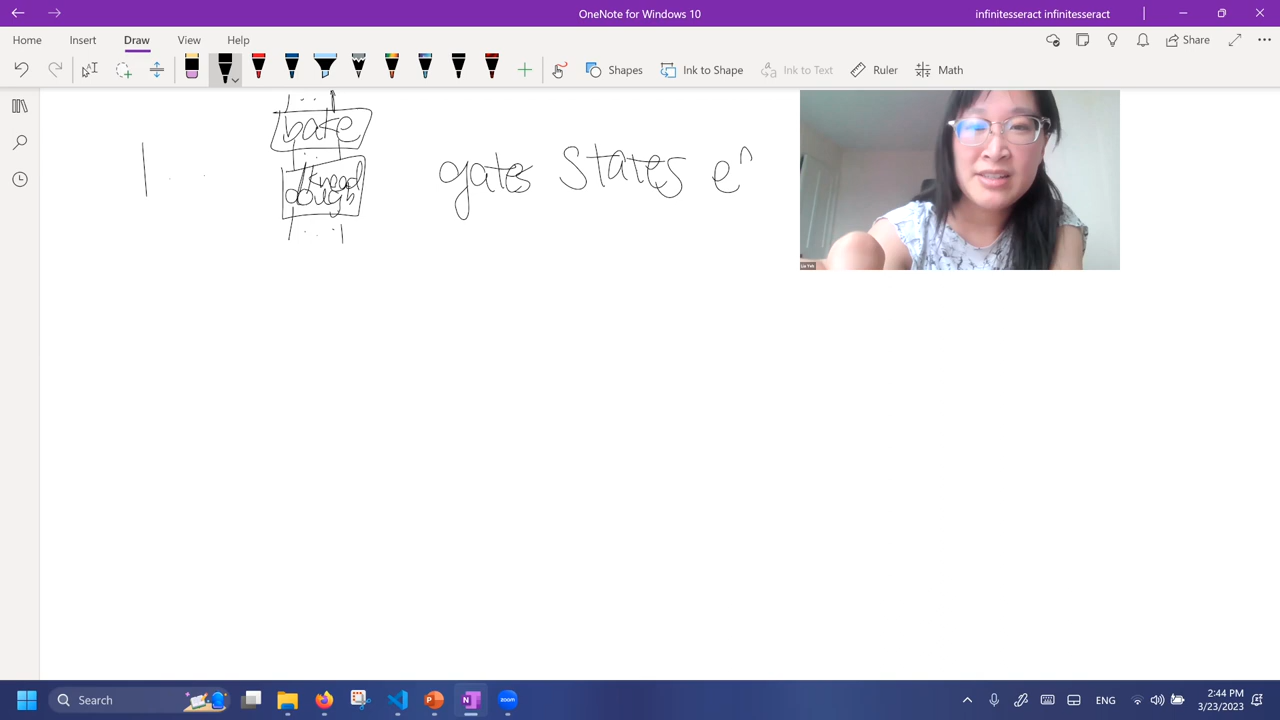 OneNote for Windows 10
infinitesseract infinitesseract
Home Insert Draw View Help
Share
Shapes Ink to Shape Ink to Text Ruler Math
bake
knead
dough
gates states e
Search
zoom
ENG
2:44 PM
3/23/2023